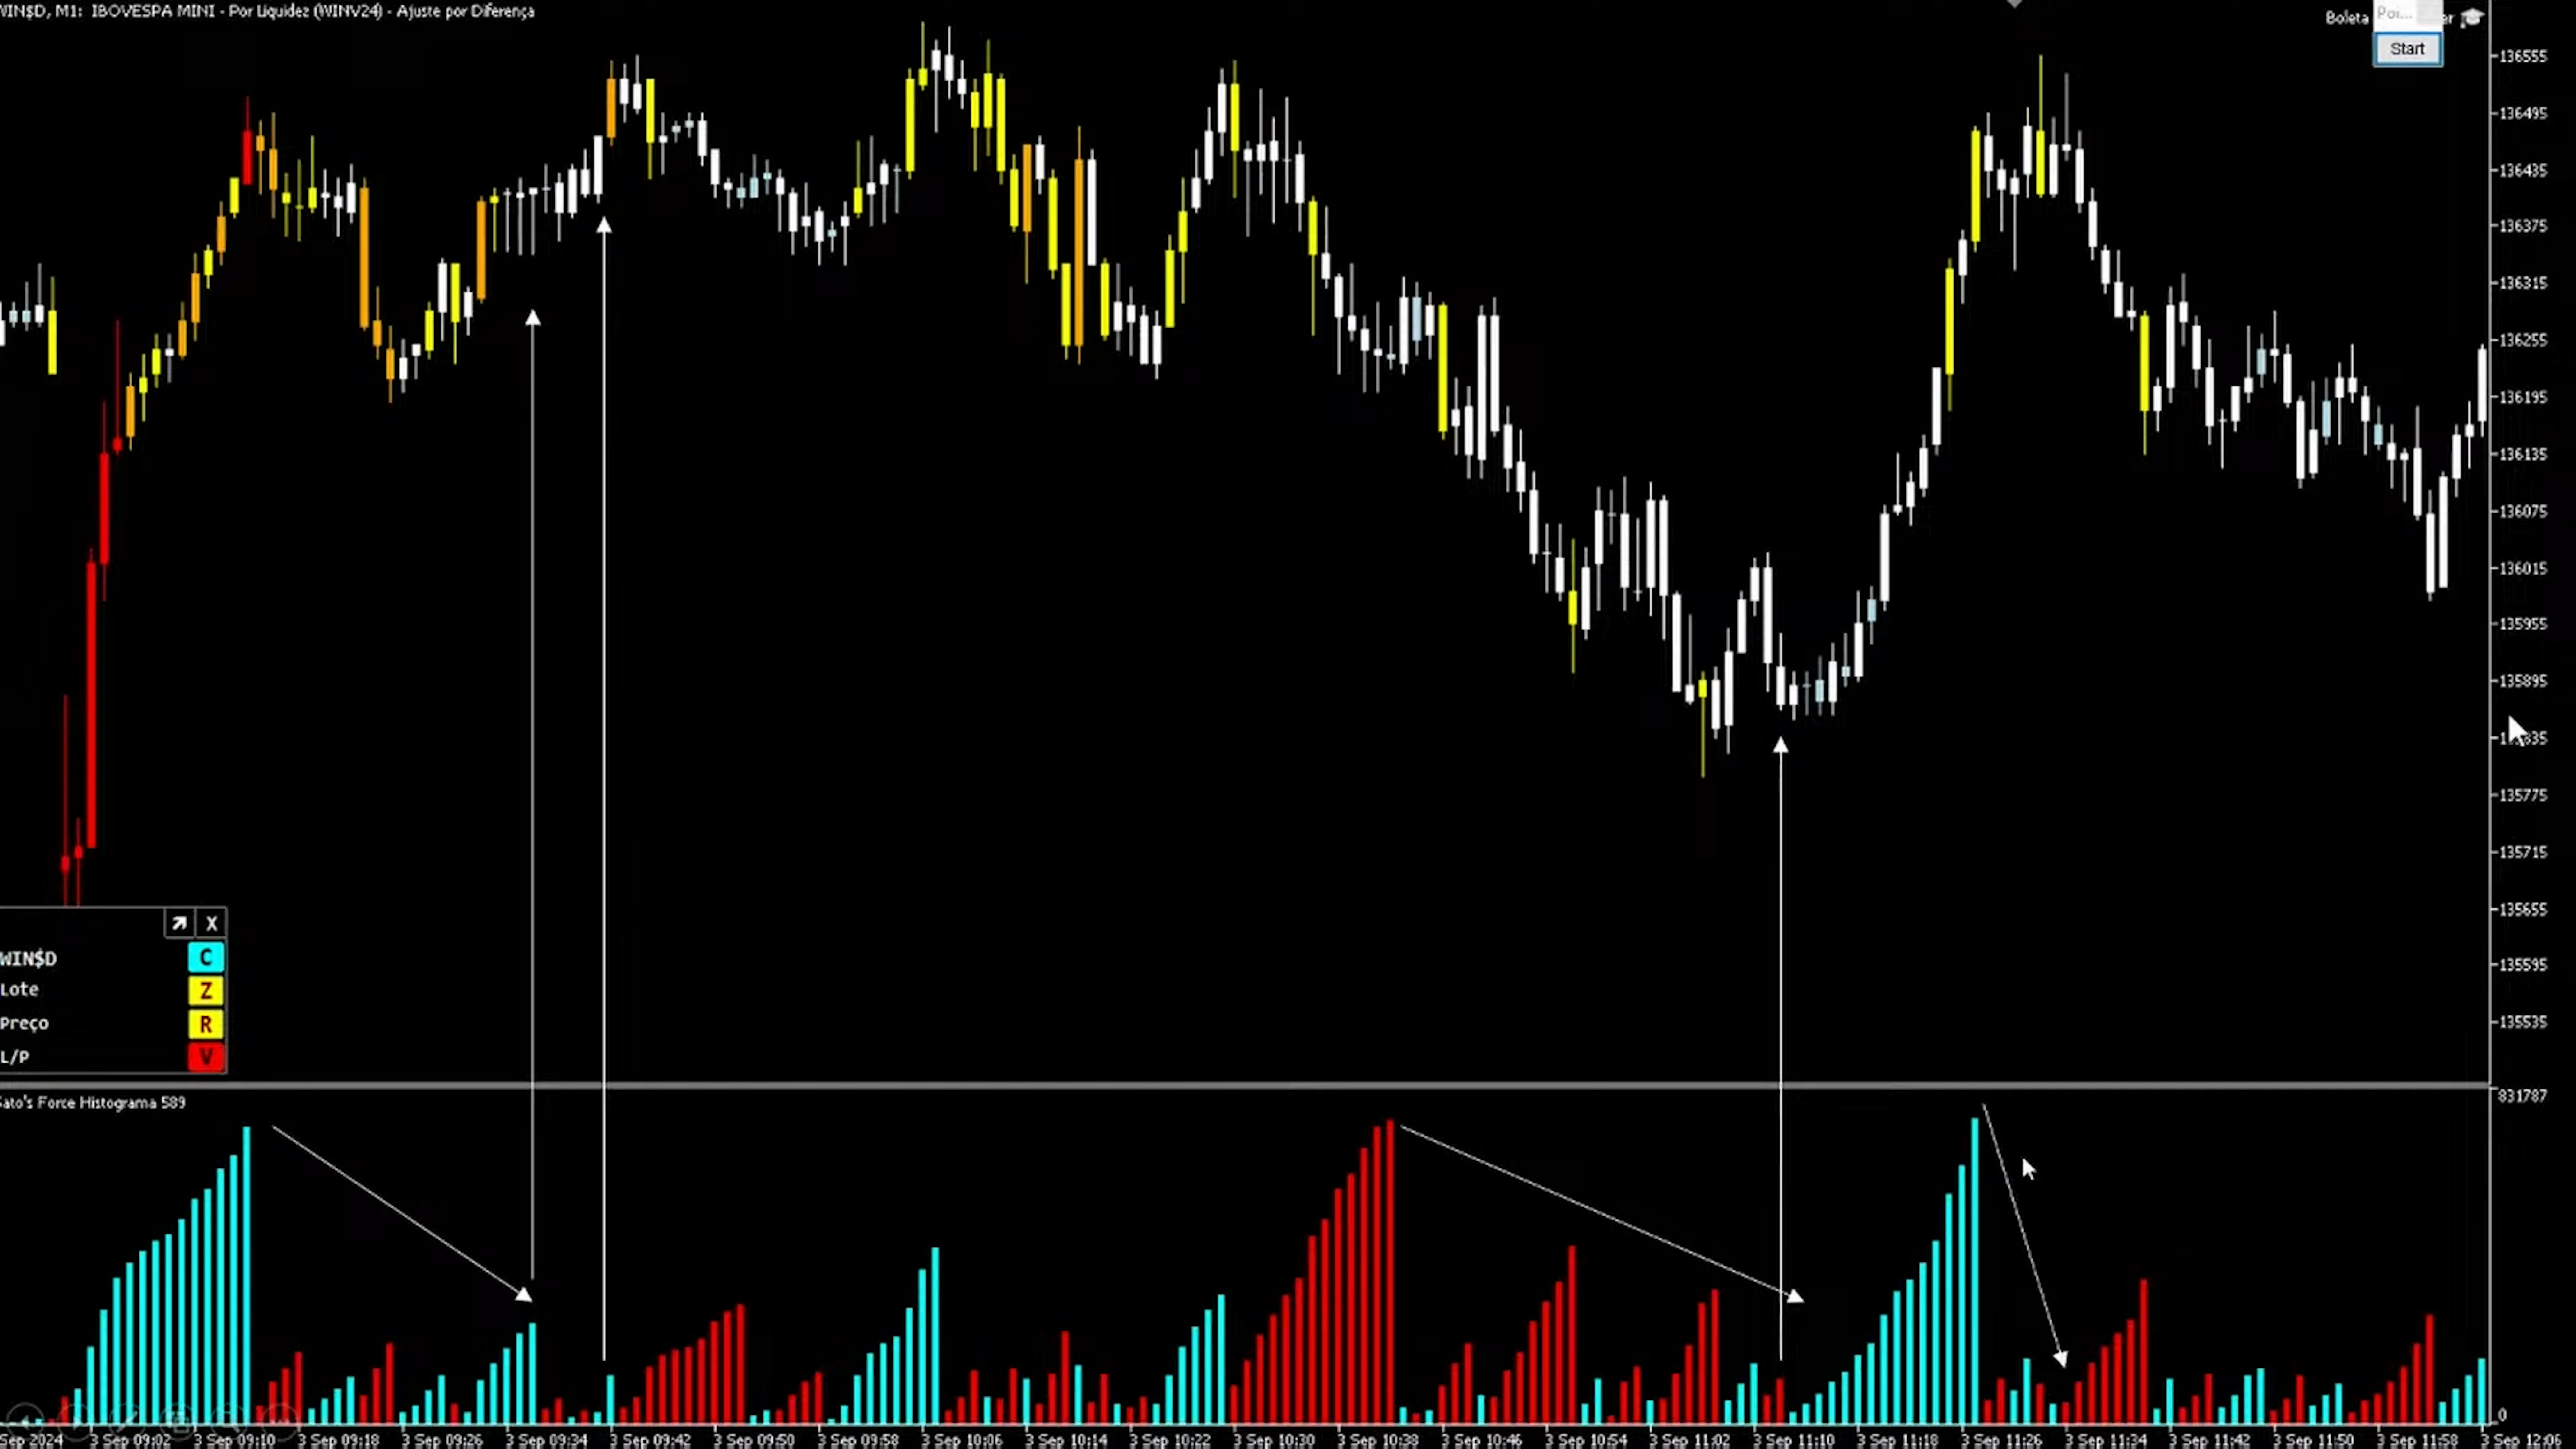 WIN$D, M1: IBOVESPA MINI - Por Liquidez (WINV24) - Ajuste por Diferença
Boleta
Poi...
er
Start
136555
136495
136435
136375
136315
136255
136195
136135
136075
136015
135955
135895
135775
135715
135655
135595
135535
X
WIN$D C
Lote Z
Preço R
L/P V
Sato's Force Histograma 589
831787
0
Sep 2024
3 Sep 09:02
3 Sep 09:10
3 Sep 09:18
3 Sep 09:26
3 Sep 09:34
3 Sep 09:42
3 Sep 09:50
3 Sep 09:58
3 Sep 10:06
3 Sep 10:14
3 Sep 10:22
3 Sep 10:30
3 Sep 10:38
3 Sep 10:46
3 Sep 10:54
3 Sep 11:02
3 Sep 11:10
3 Sep 11:18
3 Sep 11:26
3 Sep 11:34
3 Sep 11:42
3 Sep 11:50
3 Sep 11:58
3 Sep 12:06